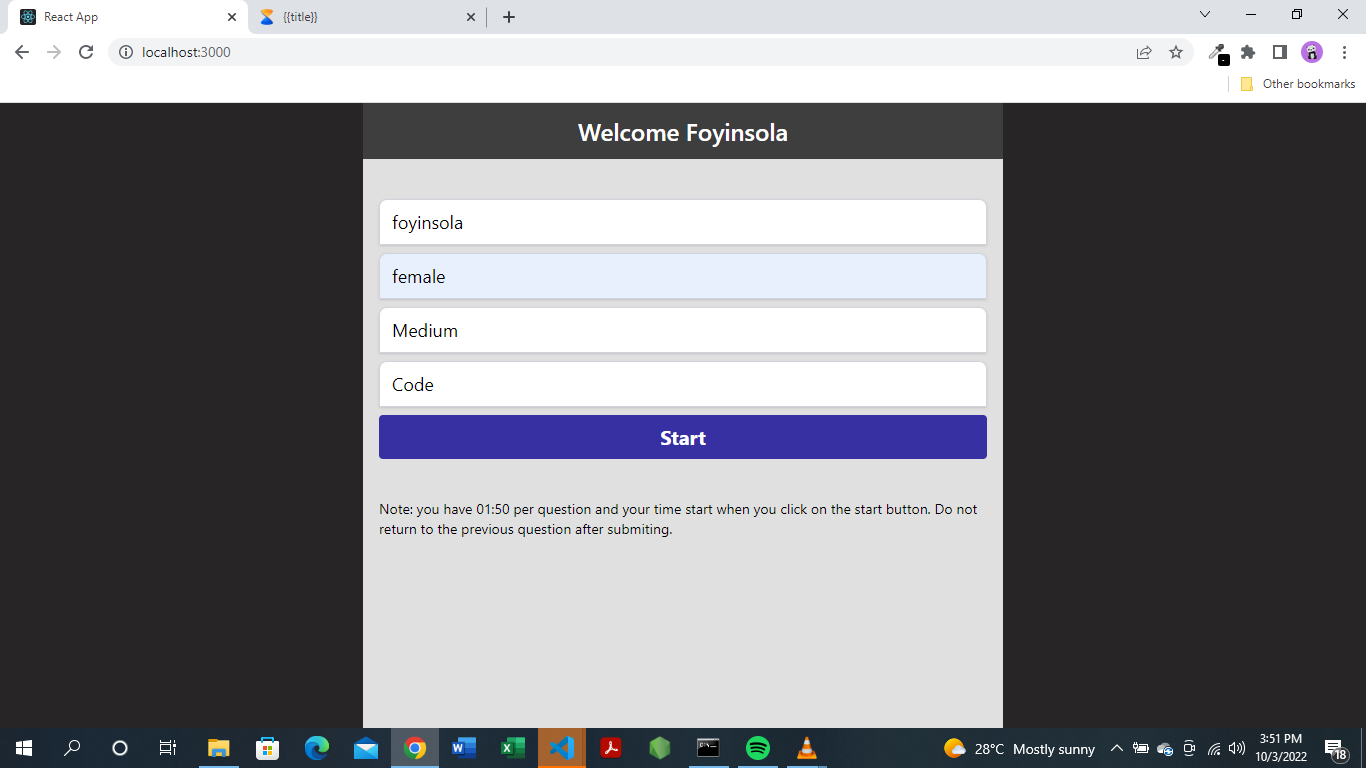 React App
{{title}}
localhost:3000
Other bookmarks
Welcome Foyinsola
foyinsola
female
Medium
Code
Start
Note: you have 01:50 per question and your time start when you click on the start button. Do not
return to the previous question after submiting.
28°C Mostly sunny
3:51 PM
10/3/2022
18